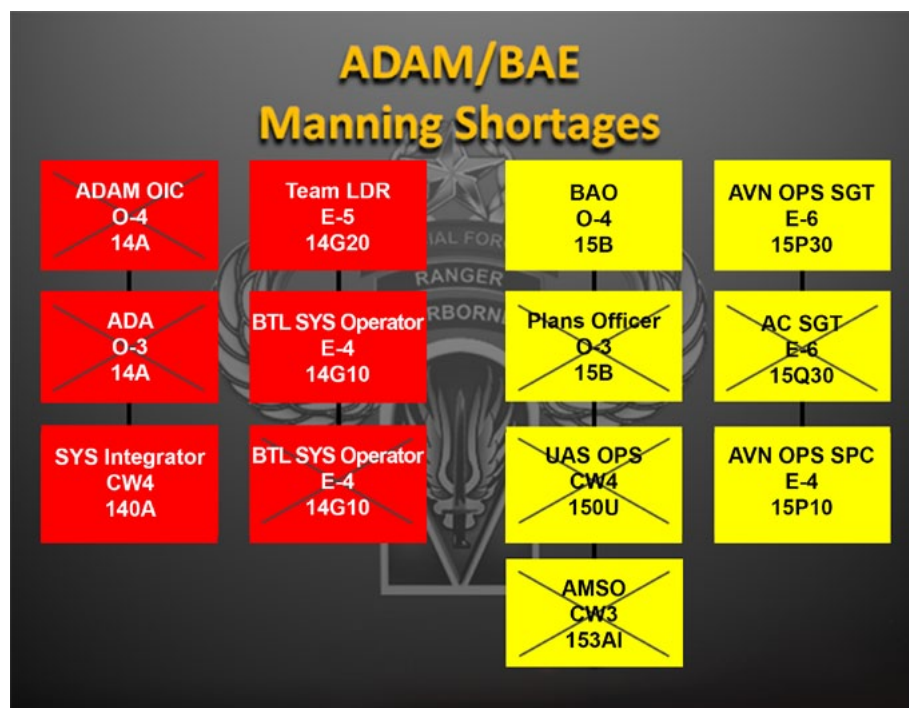 ADAM/BAE
Manning Shortages
ADAM OIC
O-4
14A
ADA
O-3
14A
SYS Integrator
CW4
140A
Team LDR
E-5
14G20
BTL SYS Operator
E-4
14G10
BTL SYS Operator
E-4
14G10
BAO
O-4
15B
Plans Officer
O-3
15B
UAS OPS
CW4
150U
AMSO
CW3
153AI
AVN OPS SGT
E-6
15P30
AC SGT
E-6
15Q30
AVN OPS SPC
E-4
15P10
RANGER